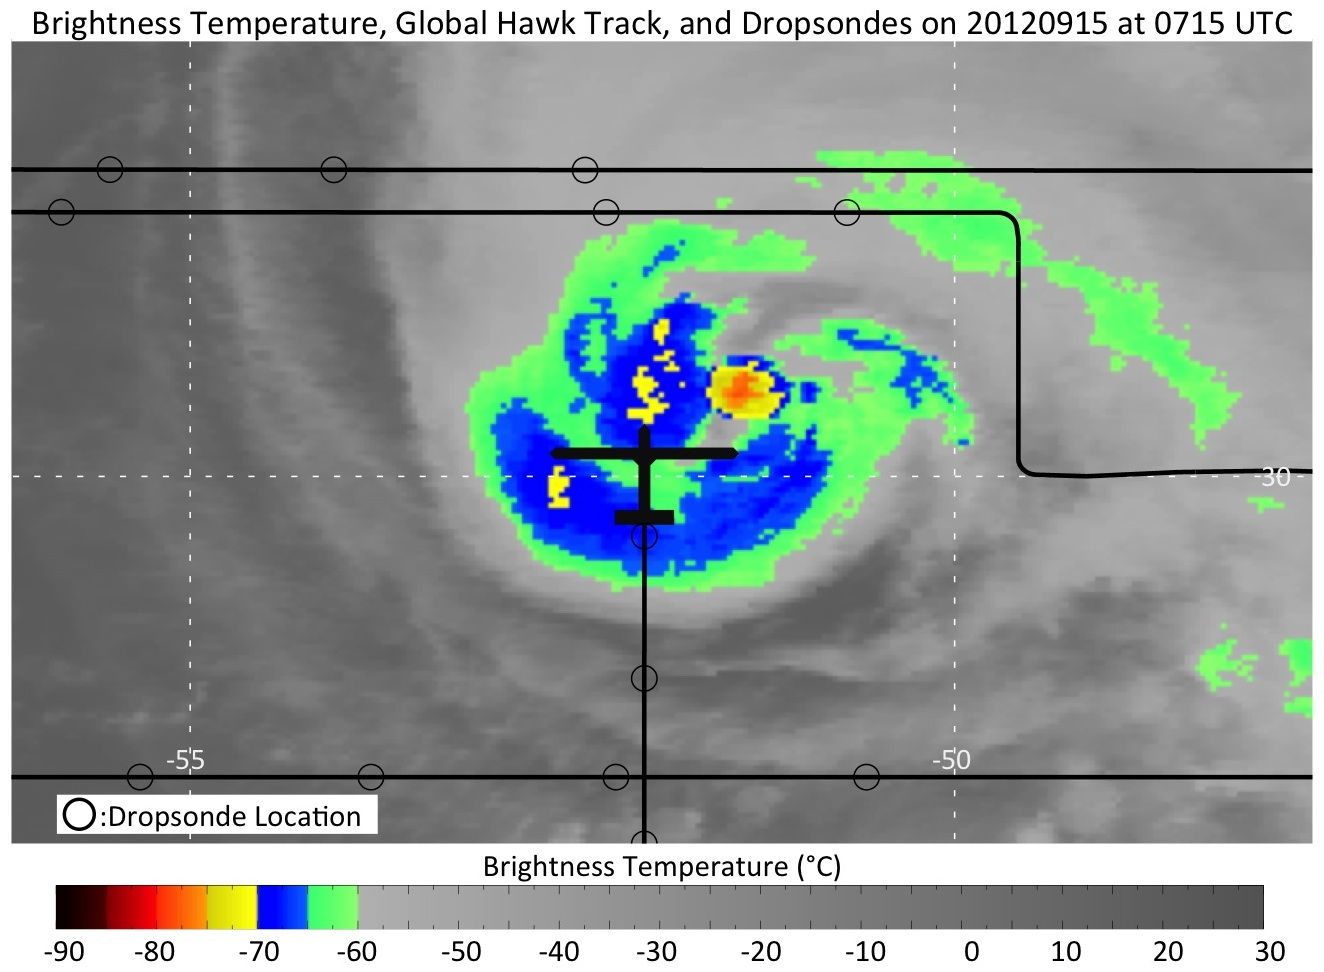 Brightness Temperature, Global Hawk Track, and Dropsondes on 20120915 at 0715 UTC
-30
-55 -50
:Dropsonde Location
Brightness Temperature (°C)
-90 -80 -70 -60 -50 -40 -30 -20 -10 0 10 20 30